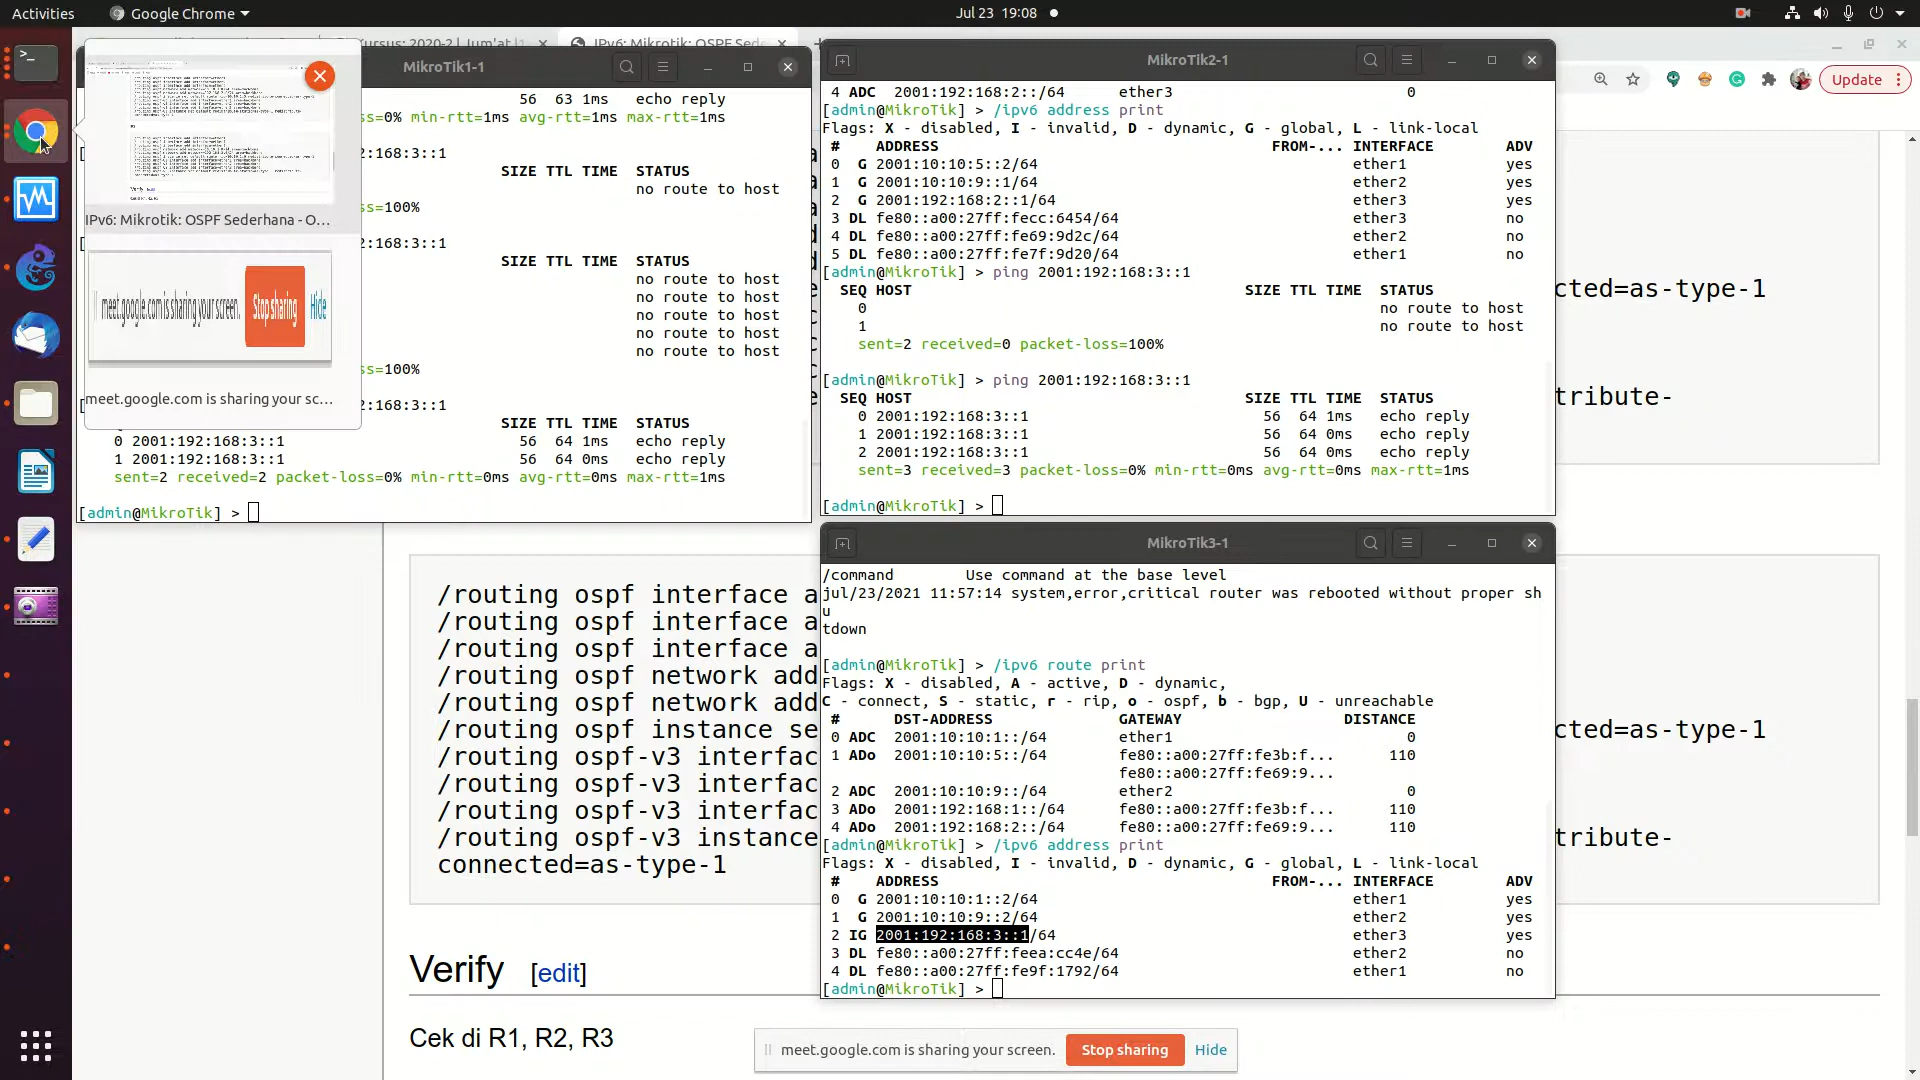 Activities
Google Chrome
Jul 23 19:08
Kursus: 2020-2 | Jum'at
IPv6: Mikrotik: OSPF Sede
Update
IPv6: Mikrotik: OSPF Sederhana - O...
meet.google.com is sharing your screen.
Stop sharing
Hide
meet.google.com is sharing your sc...
MikroTik1-1
56 63 1ms echo reply
ss=0% min-rtt=1ms avg-rtt=1ms max-rtt=1ms
2:168:3::1
SIZE TTL TIME STATUS
no route to host
ss=100%
2:168:3::1
SIZE TTL TIME STATUS
no route to host
no route to host
no route to host
no route to host
no route to host
ss=100%
2:168:3::1
SIZE TTL TIME STATUS
0 2001:192:168:3::1 56 64 1ms echo reply
1 2001:192:168:3::1 56 64 0ms echo reply
sent=2 received=2 packet-loss=0% min-rtt=0ms avg-rtt=0ms max-rtt=1ms
[admin@MikroTik] >
MikroTik2-1
4 ADC 2001:192:168:2::/64 ether3 0
[admin@MikroTik] > /ipv6 address print
Flags: X - disabled, I - invalid, D - dynamic, G - global, L - link-local
# ADDRESS FROM-... INTERFACE ADV
0 G 2001:10:10:5::2/64 ether1 yes
1 G 2001:10:10:9::1/64 ether2 yes
2 G 2001:192:168:2::1/64 ether3 yes
3 DL fe80::a00:27ff:fecc:6454/64 ether3 no
4 DL fe80::a00:27ff:fe69:9d2c/64 ether2 no
5 DL fe80::a00:27ff:fe7f:9d20/64 ether1 no
[admin@MikroTik] > ping 2001:192:168:3::1
SEQ HOST SIZE TTL TIME STATUS
0 no route to host
1 no route to host
sent=2 received=0 packet-loss=100%
[admin@MikroTik] > ping 2001:192:168:3::1
SEQ HOST SIZE TTL TIME STATUS
0 2001:192:168:3::1 56 64 1ms echo reply
1 2001:192:168:3::1 56 64 0ms echo reply
2 2001:192:168:3::1 56 64 0ms echo reply
sent=3 received=3 packet-loss=0% min-rtt=0ms avg-rtt=0ms max-rtt=1ms
[admin@MikroTik] >
MikroTik3-1
/command Use command at the base level
jul/23/2021 11:57:14 system,error,critical router was rebooted without proper sh
u
tdown
[admin@MikroTik] > /ipv6 route print
Flags: X - disabled, A - active, D - dynamic,
C - connect, S - static, r - rip, o - ospf, b - bgp, U - unreachable
# DST-ADDRESS GATEWAY DISTANCE
0 ADC 2001:10:10:1::/64 ether1 0
1 ADo 2001:10:10:5::/64 fe80::a00:27ff:fe3b:f... 110
fe80::a00:27ff:fe69:9...
2 ADC 2001:10:10:9::/64 ether2 0
3 ADo 2001:192:168:1::/64 fe80::a00:27ff:fe3b:f... 110
4 ADo 2001:192:168:2::/64 fe80::a00:27ff:fe69:9... 110
[admin@MikroTik] > /ipv6 address print
Flags: X - disabled, I - invalid, D - dynamic, G - global, L - link-local
# ADDRESS FROM-... INTERFACE ADV
0 G 2001:10:10:1::2/64 ether1 yes
1 G 2001:10:10:9::2/64 ether2 yes
2 IG 2001:192:168:3::1/64 ether3 yes
3 DL fe80::a00:27ff:feea:cc4e/64 ether2 no
4 DL fe80::a00:27ff:fe9f:1792/64 ether1 no
[admin@MikroTik] >
cted=as-type-1
tribute-
/routing ospf interface a
/routing ospf interface a
/routing ospf interface a
/routing ospf network add
/routing ospf network add
/routing ospf instance se cted=as-type-1
/routing ospf-v3 interfac
/routing ospf-v3 interfac
/routing ospf-v3 interfac
/routing ospf-v3 instance tribute-
connected=as-type-1
Verify [edit]
Cek di R1, R2, R3
meet.google.com is sharing your screen. Stop sharing Hide